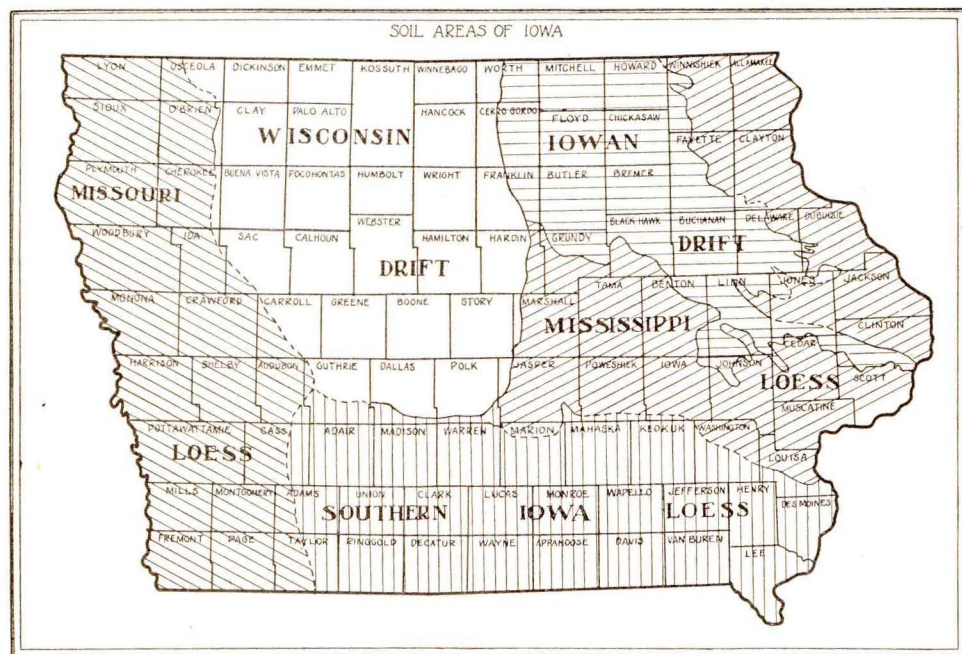 SOIL AREAS OF IOWA
LYON OSCEOLA DICKINSON EMMET KOSSUTH WINNEBAGO WORTH MITCHELL HOWARD WINNISHIEK ALLAMAKEE
SIOUX O'BRIEN CLAY PALO ALTO HANCOCK CERRO GORDO FLOYD CHICKASAW
WISCONSIN IOWAN FAYETTE CLAYTON
PLYMOUTH CHEROKEE BUENA VISTA POCOHONTAS HUMBOLT WRIGHT FRANKLIN BUTLER BREMER
MISSOURI
WEBSTER BLACK HAWK BUCHANAN DELAWARE DUBUQUE
WOODBURY IDA SAC CALHOUN HAMILTON HARDIN GRUNDY
DRIFT DRIFT
TAMA BENTON LINN JONES JACKSON
MONONA CRAWFORD CARROLL GREENE BOONE STORY MARSHALL
MISSISSIPPI CLINTON
CEDAR
HARRISON SHELBY AUDUBON GUTHRIE DALLAS POLK JASPER POWESHIEK IOWA JOHNSON
LOESS SCOTT
MUSCATINE
POTTAWATTAMIE CASS ADAIR MADISON WARREN MARION MAHASKA KEOKUK WASHINGTON
LOESS LOUISA
MILLS MONTGOMERY ADAMS UNION CLARK LUCAS MONROE WAPELLO JEFFERSON HENRY
DES MOINES
SOUTHERN IOWA LOESS
FREMONT PAGE TAYLOR RINGGOLD DECATUR WAYNE APPANOOSE DAVIS VAN BUREN
LEE